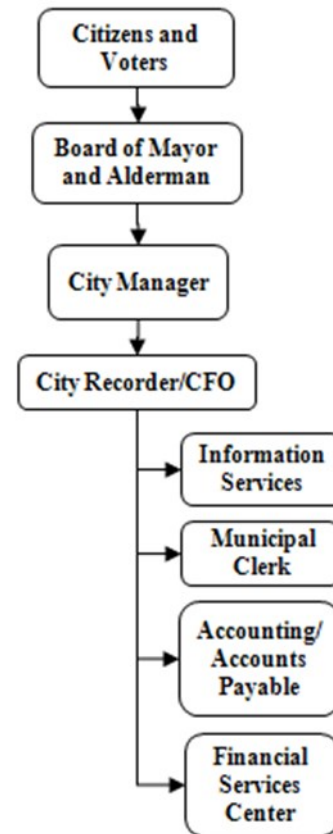 Citizens and
Voters
Board of Mayor
and Alderman
City Manager
City Recorder/CFO
Information
Services
Municipal
Clerk
Accounting/
Accounts
Payable
Financial
Services
Center